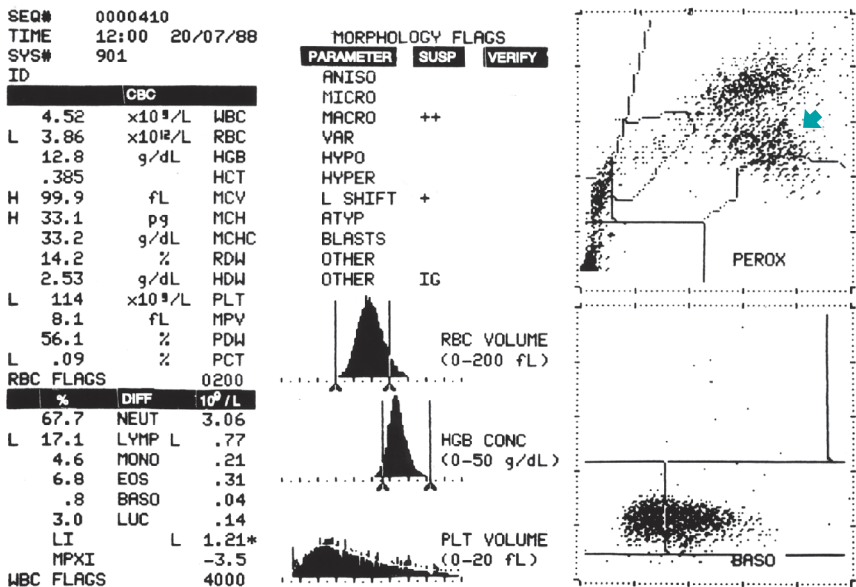 SEQ# 0000410
TIME 12:00 20/07/88
SYS# 901
ID
CBC
4.52 x10⁹/L WBC
L 3.86 x10¹²/L RBC
12.8 g/dL HGB
.385 HCT
H 99.9 fL MCV
H 33.1 pg MCH
33.2 g/dL MCHC
14.2 % RDW
2.53 g/dL HDW
L 114 x10⁹/L PLT
8.1 fL MPV
56.1 % PDW
L .09 % PCT
RBC FLAGS 0200
% DIFF 10⁹/L
67.7 NEUT 3.06
L 17.1 LYMP L .77
4.6 MONO .21
6.8 EOS .31
.8 BASO .04
3.0 LUC .14
LI L 1.21*
MPXI -3.5
WBC FLAGS 4000
MORPHOLOGY FLAGS
PARAMETER SUSP VERIFY
ANISO
MICRO
MACRO ++
VAR
HYPO
HYPER
L SHIFT +
ATYP
BLASTS
OTHER
OTHER IG
RBC VOLUME
(0-200 fL)
HGB CONC
(0-50 g/dL)
PLT VOLUME
(0-20 fL)
PEROX
BASO